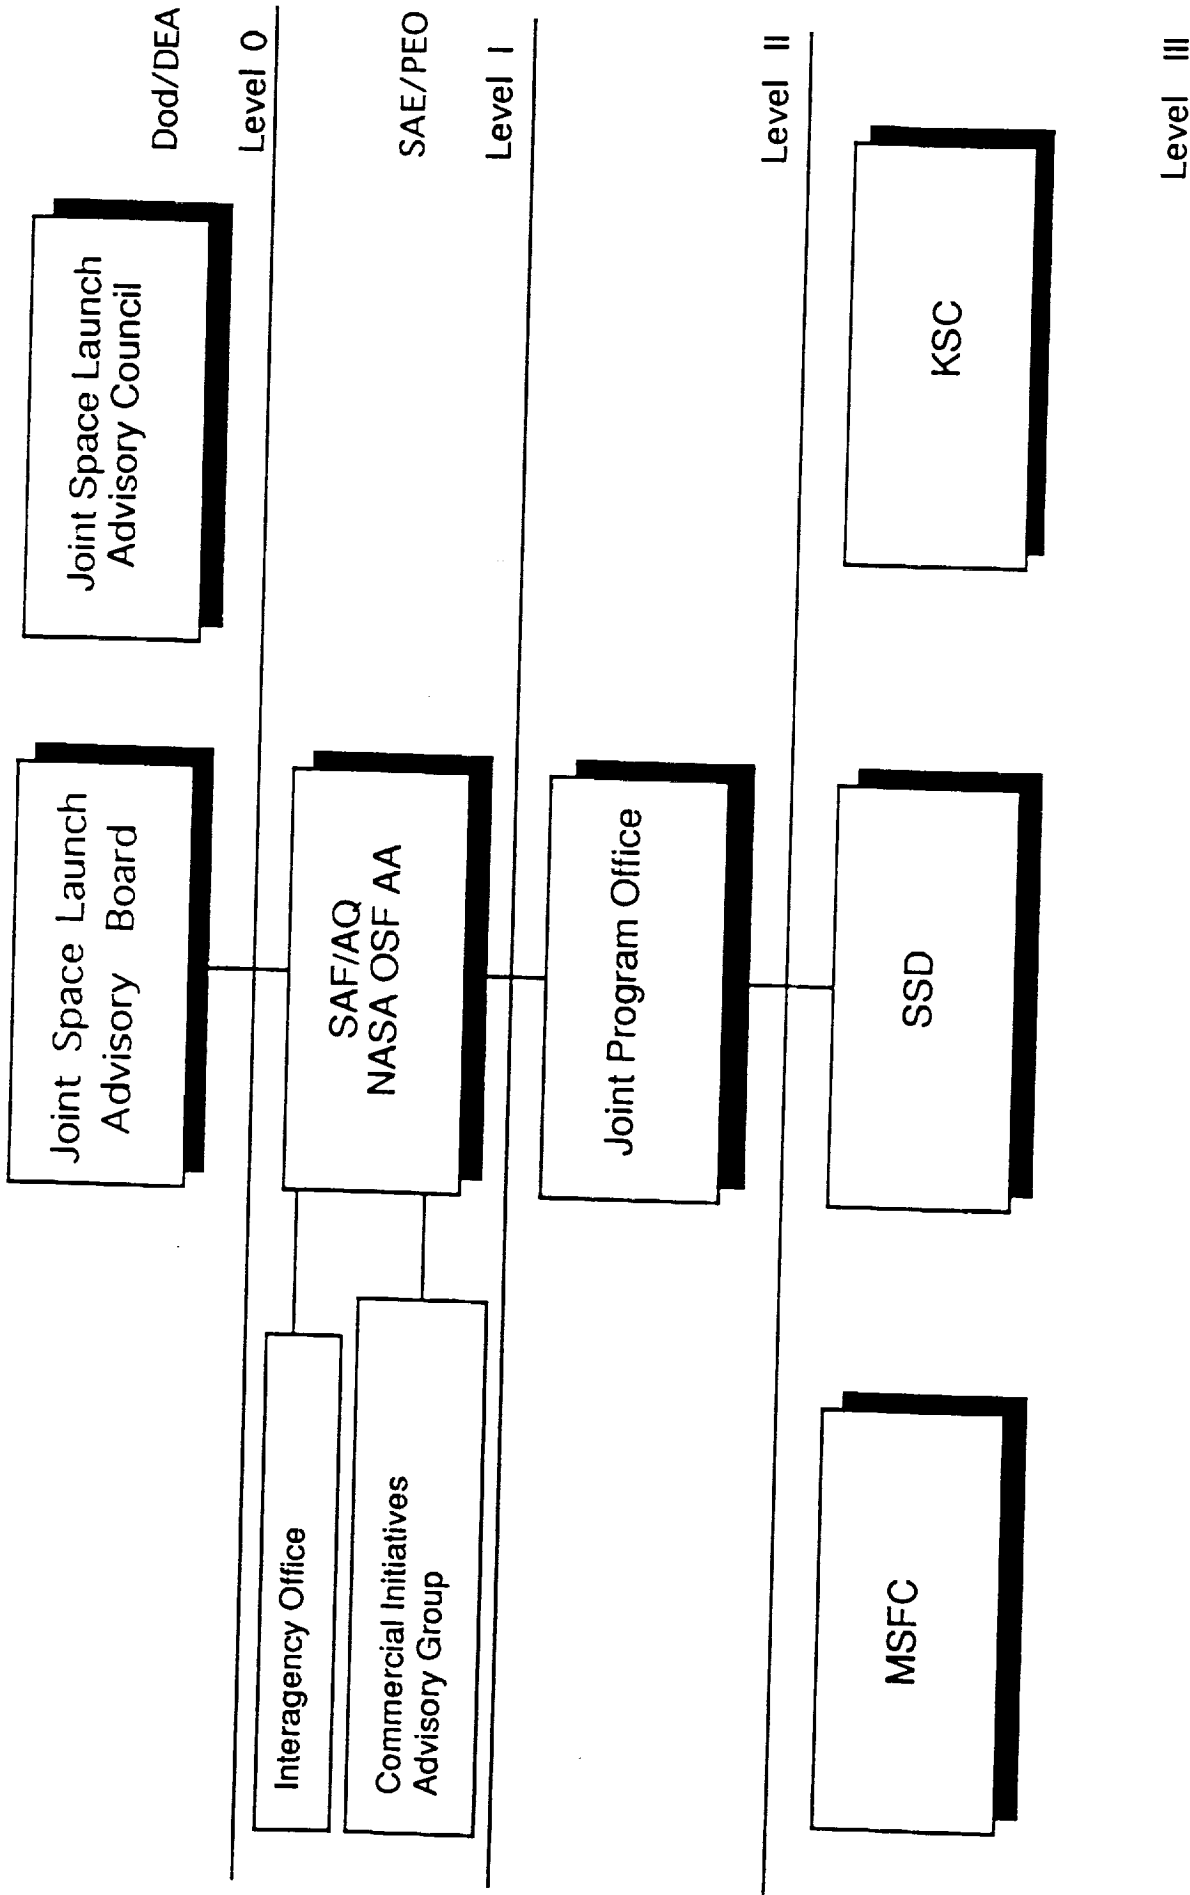 Joint Space Launch
Advisory Board
Joint Space Launch
Advisory Council
Dod/DEA
Level 0
Interagency Office
Commercial Initiatives
Advisory Group
SAF/AQ
NASA OSF AA
SAE/PEO
Level I
Joint Program Office
Level II
MSFC
SSD
KSC
Level III